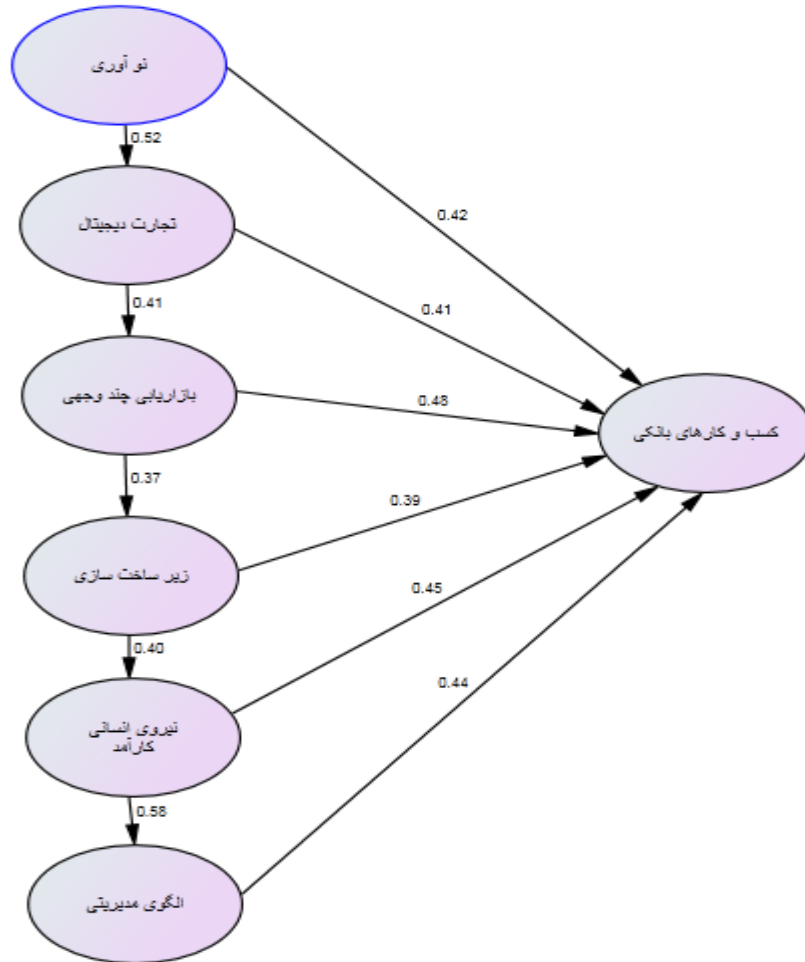 نو آوری
0.52
0.42
تجارت دیجیتال
0.41
0.41
بازاریابی چند وجهی
0.48
کسب و کارهای بانکی
0.37
0.39
زیر ساخت سازی
0.45
0.40
0.44
نیروی انسانی
کارآمد
0.58
الگوی مدیریتی